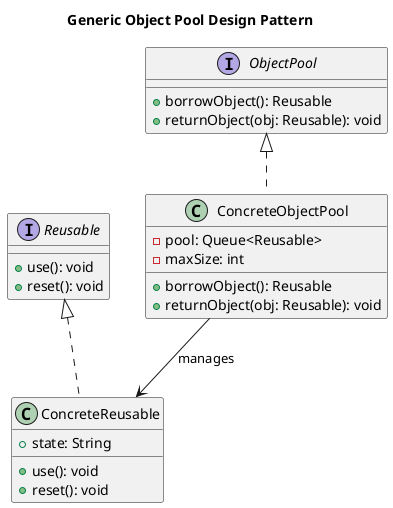 Generic Object Pool Design Pattern
I ObjectPool
borrowObject(): Reusable
returnObject(obj: Reusable): void
C ConcreteObjectPool
pool: Queue<Reusable>
maxSize: int
borrowObject(): Reusable
returnObject(obj: Reusable): void
I Reusable
use(): void
reset(): void
manages
C ConcreteReusable
state: String
use(): void
reset(): void